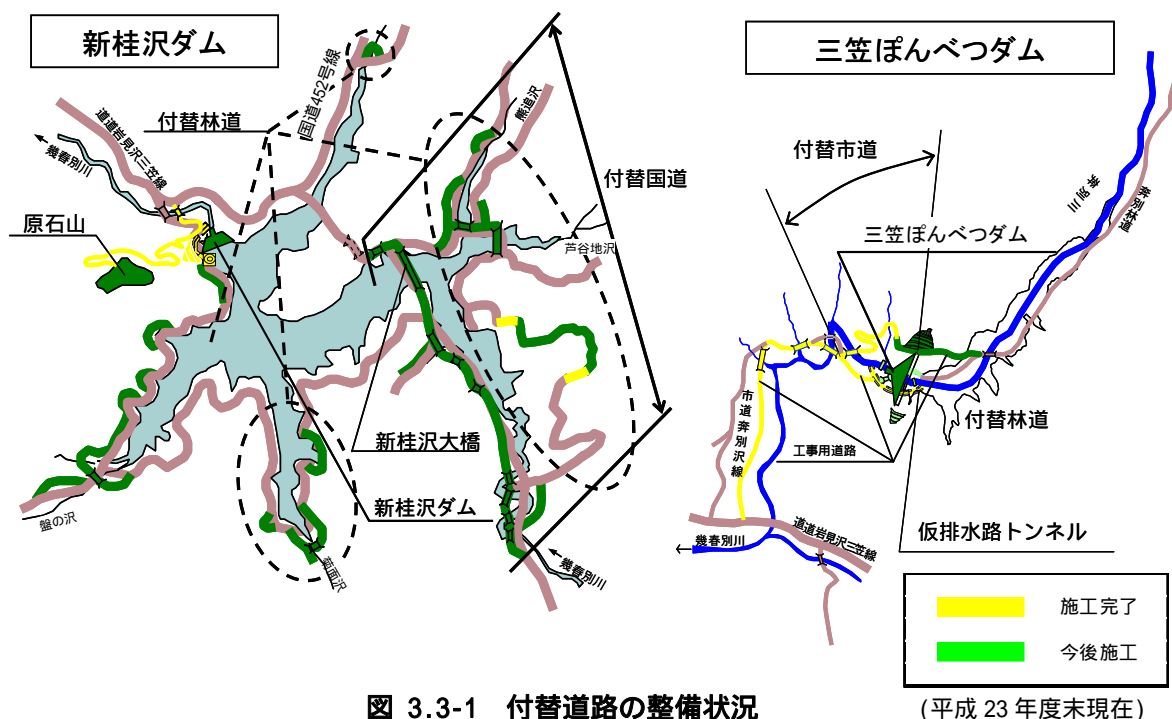 新桂沢ダム
三笠ぽんべつダム
国道452号線
熊追沢
付替林道
道道岩見沢三笠線
幾春別川
原石山
付替国道
芦谷地沢
新桂沢大橋
新桂沢ダム
盤の沢
菊面沢
幾春別川
付替市道
奔別川
奔別林道
三笠ぽんべつダム
付替林道
市道奔別沢線
工事用道路
仮排水路トンネル
道道岩見沢三笠線
幾春別川
施工完了
今後施工
図 3.3-1 付替道路の整備状況
(平成 23 年度末現在)